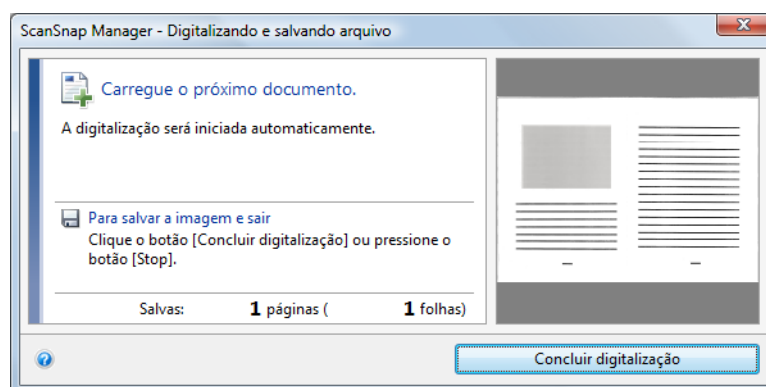 ScanSnap Manager - Digitalizando e salvando arquivo
Carregue o próximo documento.
A digitalização será iniciada automaticamente.
Para salvar a imagem e sair
Clique o botão [Concluir digitalização] ou pressione o
botão [Stop].
Salvas: 1 páginas ( 1 folhas)
Concluir digitalização